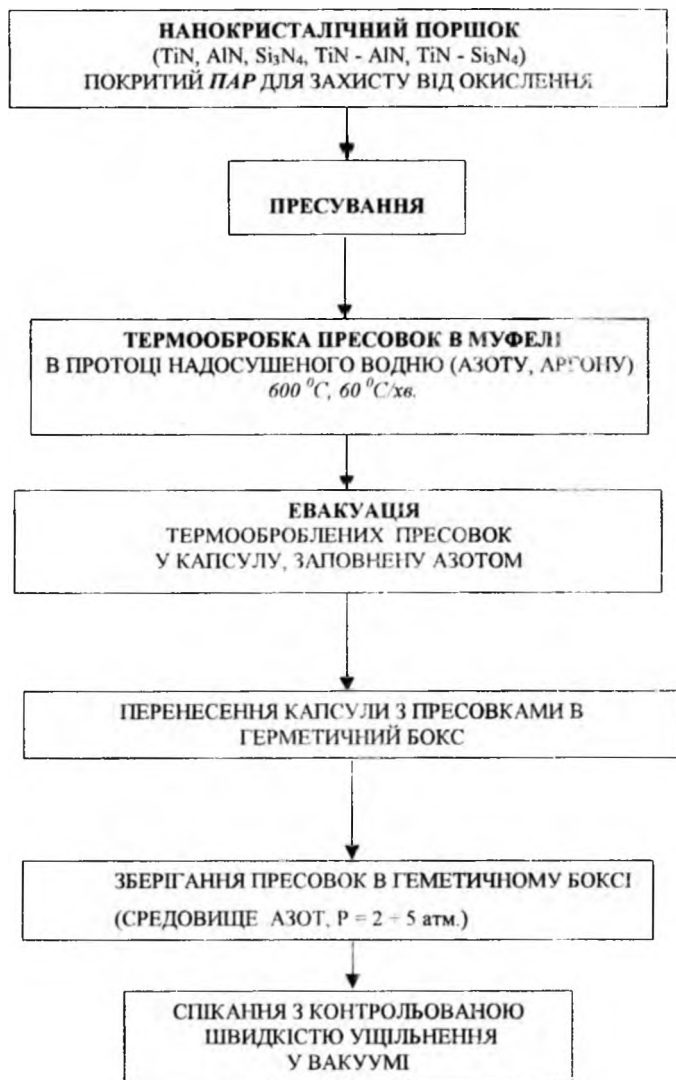 НАНОКРИСТАЛІЧНИЙ ПОРШОК
(TiN, AlN, Si₃N₄, TiN - AlN, TiN - Si₃N₄)
ПОКРИТИЙ ПАР ДЛЯ ЗАХИСТУ ВІД ОКИСЛЕННЯ
ПРЕСУВАННЯ
ТЕРМООБРОБКА ПРЕСОВОК В МУФЕЛІ
В ПРОТОЦІ НАДОСУШЕНОГО ВОДНЮ (АЗОТУ, АРГОНУ)
600 ⁰С, 60 ⁰С/хв.
ЕВАКУАЦІЯ
ТЕРМООБРОБЛЕНИХ ПРЕСОВОК
У КАПСУЛУ, ЗАПОВНЕНУ АЗОТОМ
ПЕРЕНЕСЕННЯ КАПСУЛИ З ПРЕСОВКАМИ В
ГЕРМЕТИЧНИЙ БОКС
ЗБЕРІГАННЯ ПРЕСОВОК В ГЕМЕТИЧНОМУ БОКСІ
(СРЕДОВИЩЕ АЗОТ, Р = 2 ÷ 5 атм.)
СПІКАННЯ З КОНТРОЛЬОВАНОЮ
ШВИДКІСТЮ УЩІЛЬНЕННЯ
У ВАКУУМІ